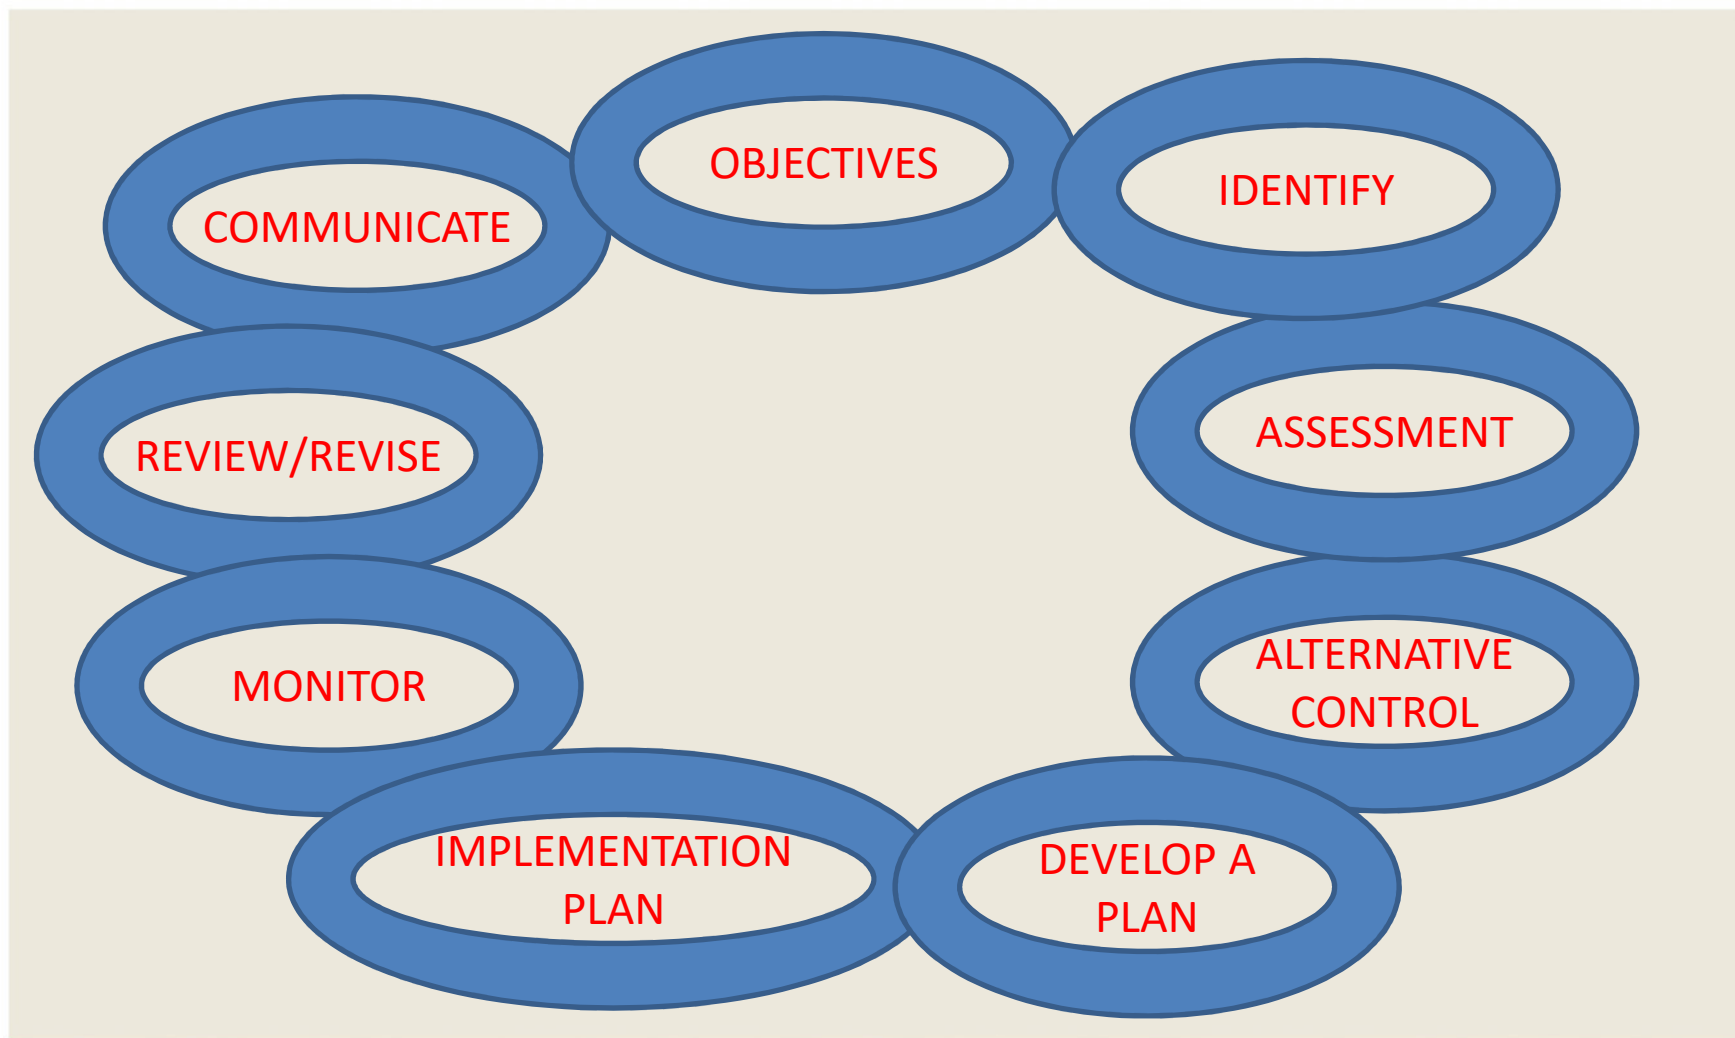 OBJECTIVES
IDENTIFY
ASSESSMENT
ALTERNATIVE
CONTROL
DEVELOP A
PLAN
IMPLEMENTATION
PLAN
MONITOR
REVIEW/REVISE
COMMUNICATE